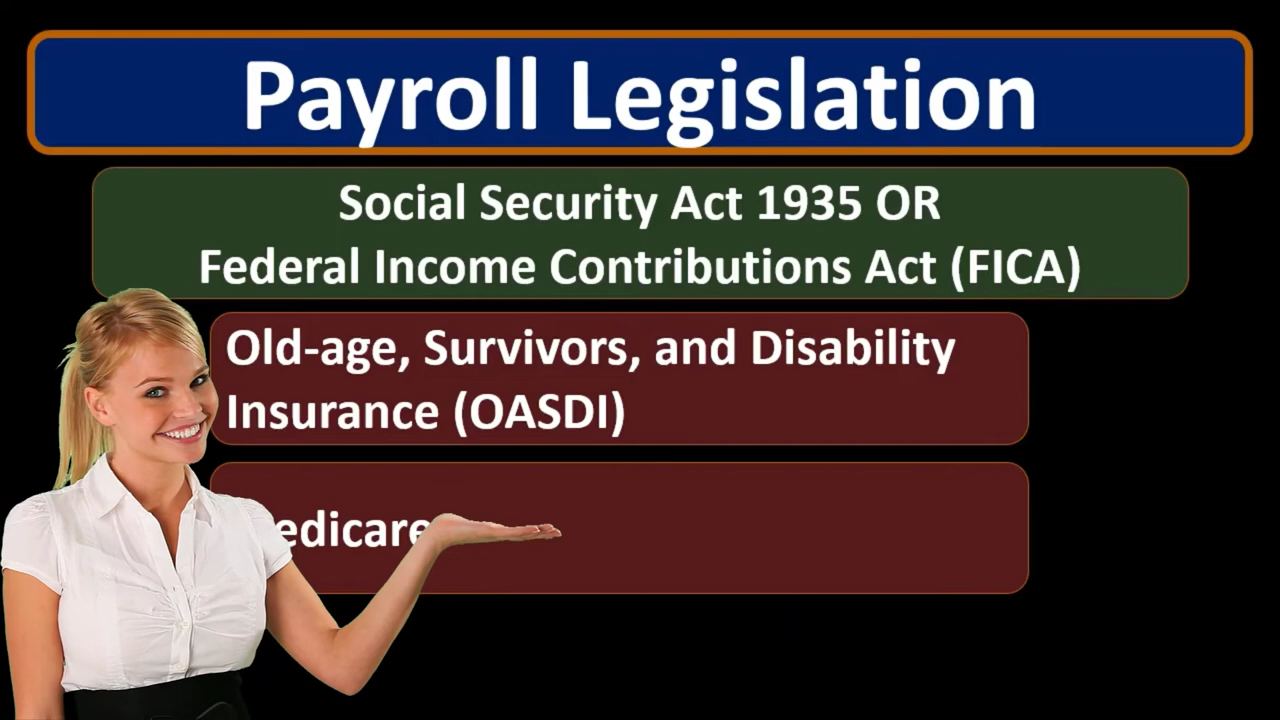 Payroll Legislation
Social Security Act 1935 OR
Federal Income Contributions Act (FICA)
Old-age, Survivors, and Disability
Insurance (OASDI)
edicare